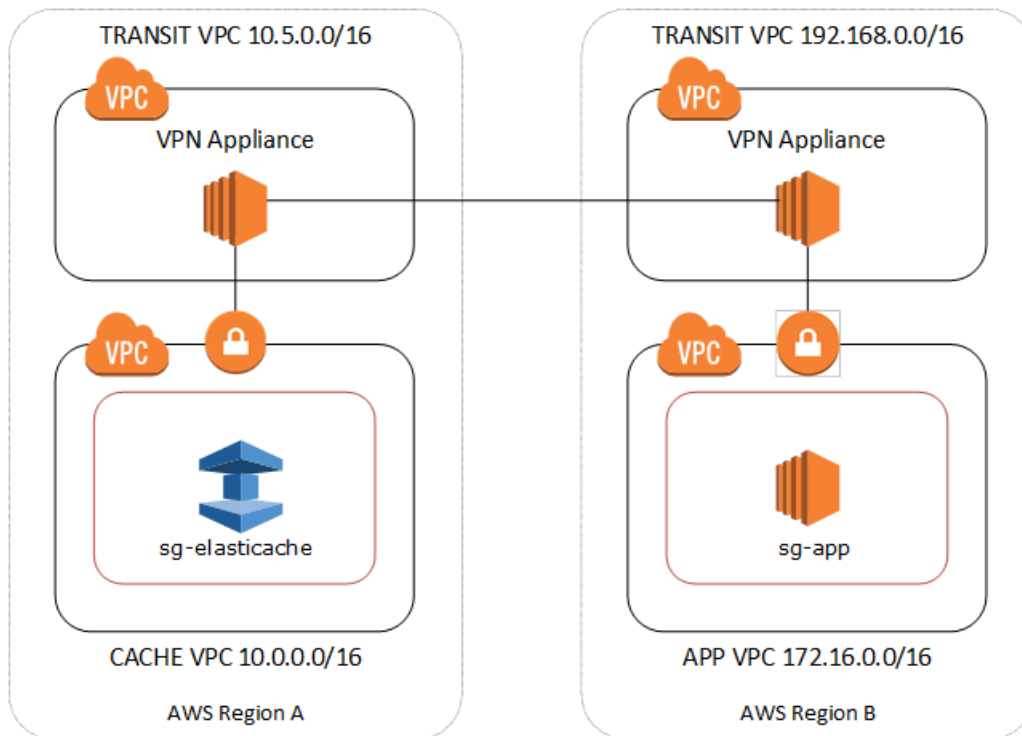 TRANSIT VPC 10.5.0.0/16
VPC
VPN Appliance
VPC
sg-elasticache
CACHE VPC 10.0.0.0/16
AWS Region A
TRANSIT VPC 192.168.0.0/16
VPC
VPN Appliance
VPC
sg-app
APP VPC 172.16.0.0/16
AWS Region B